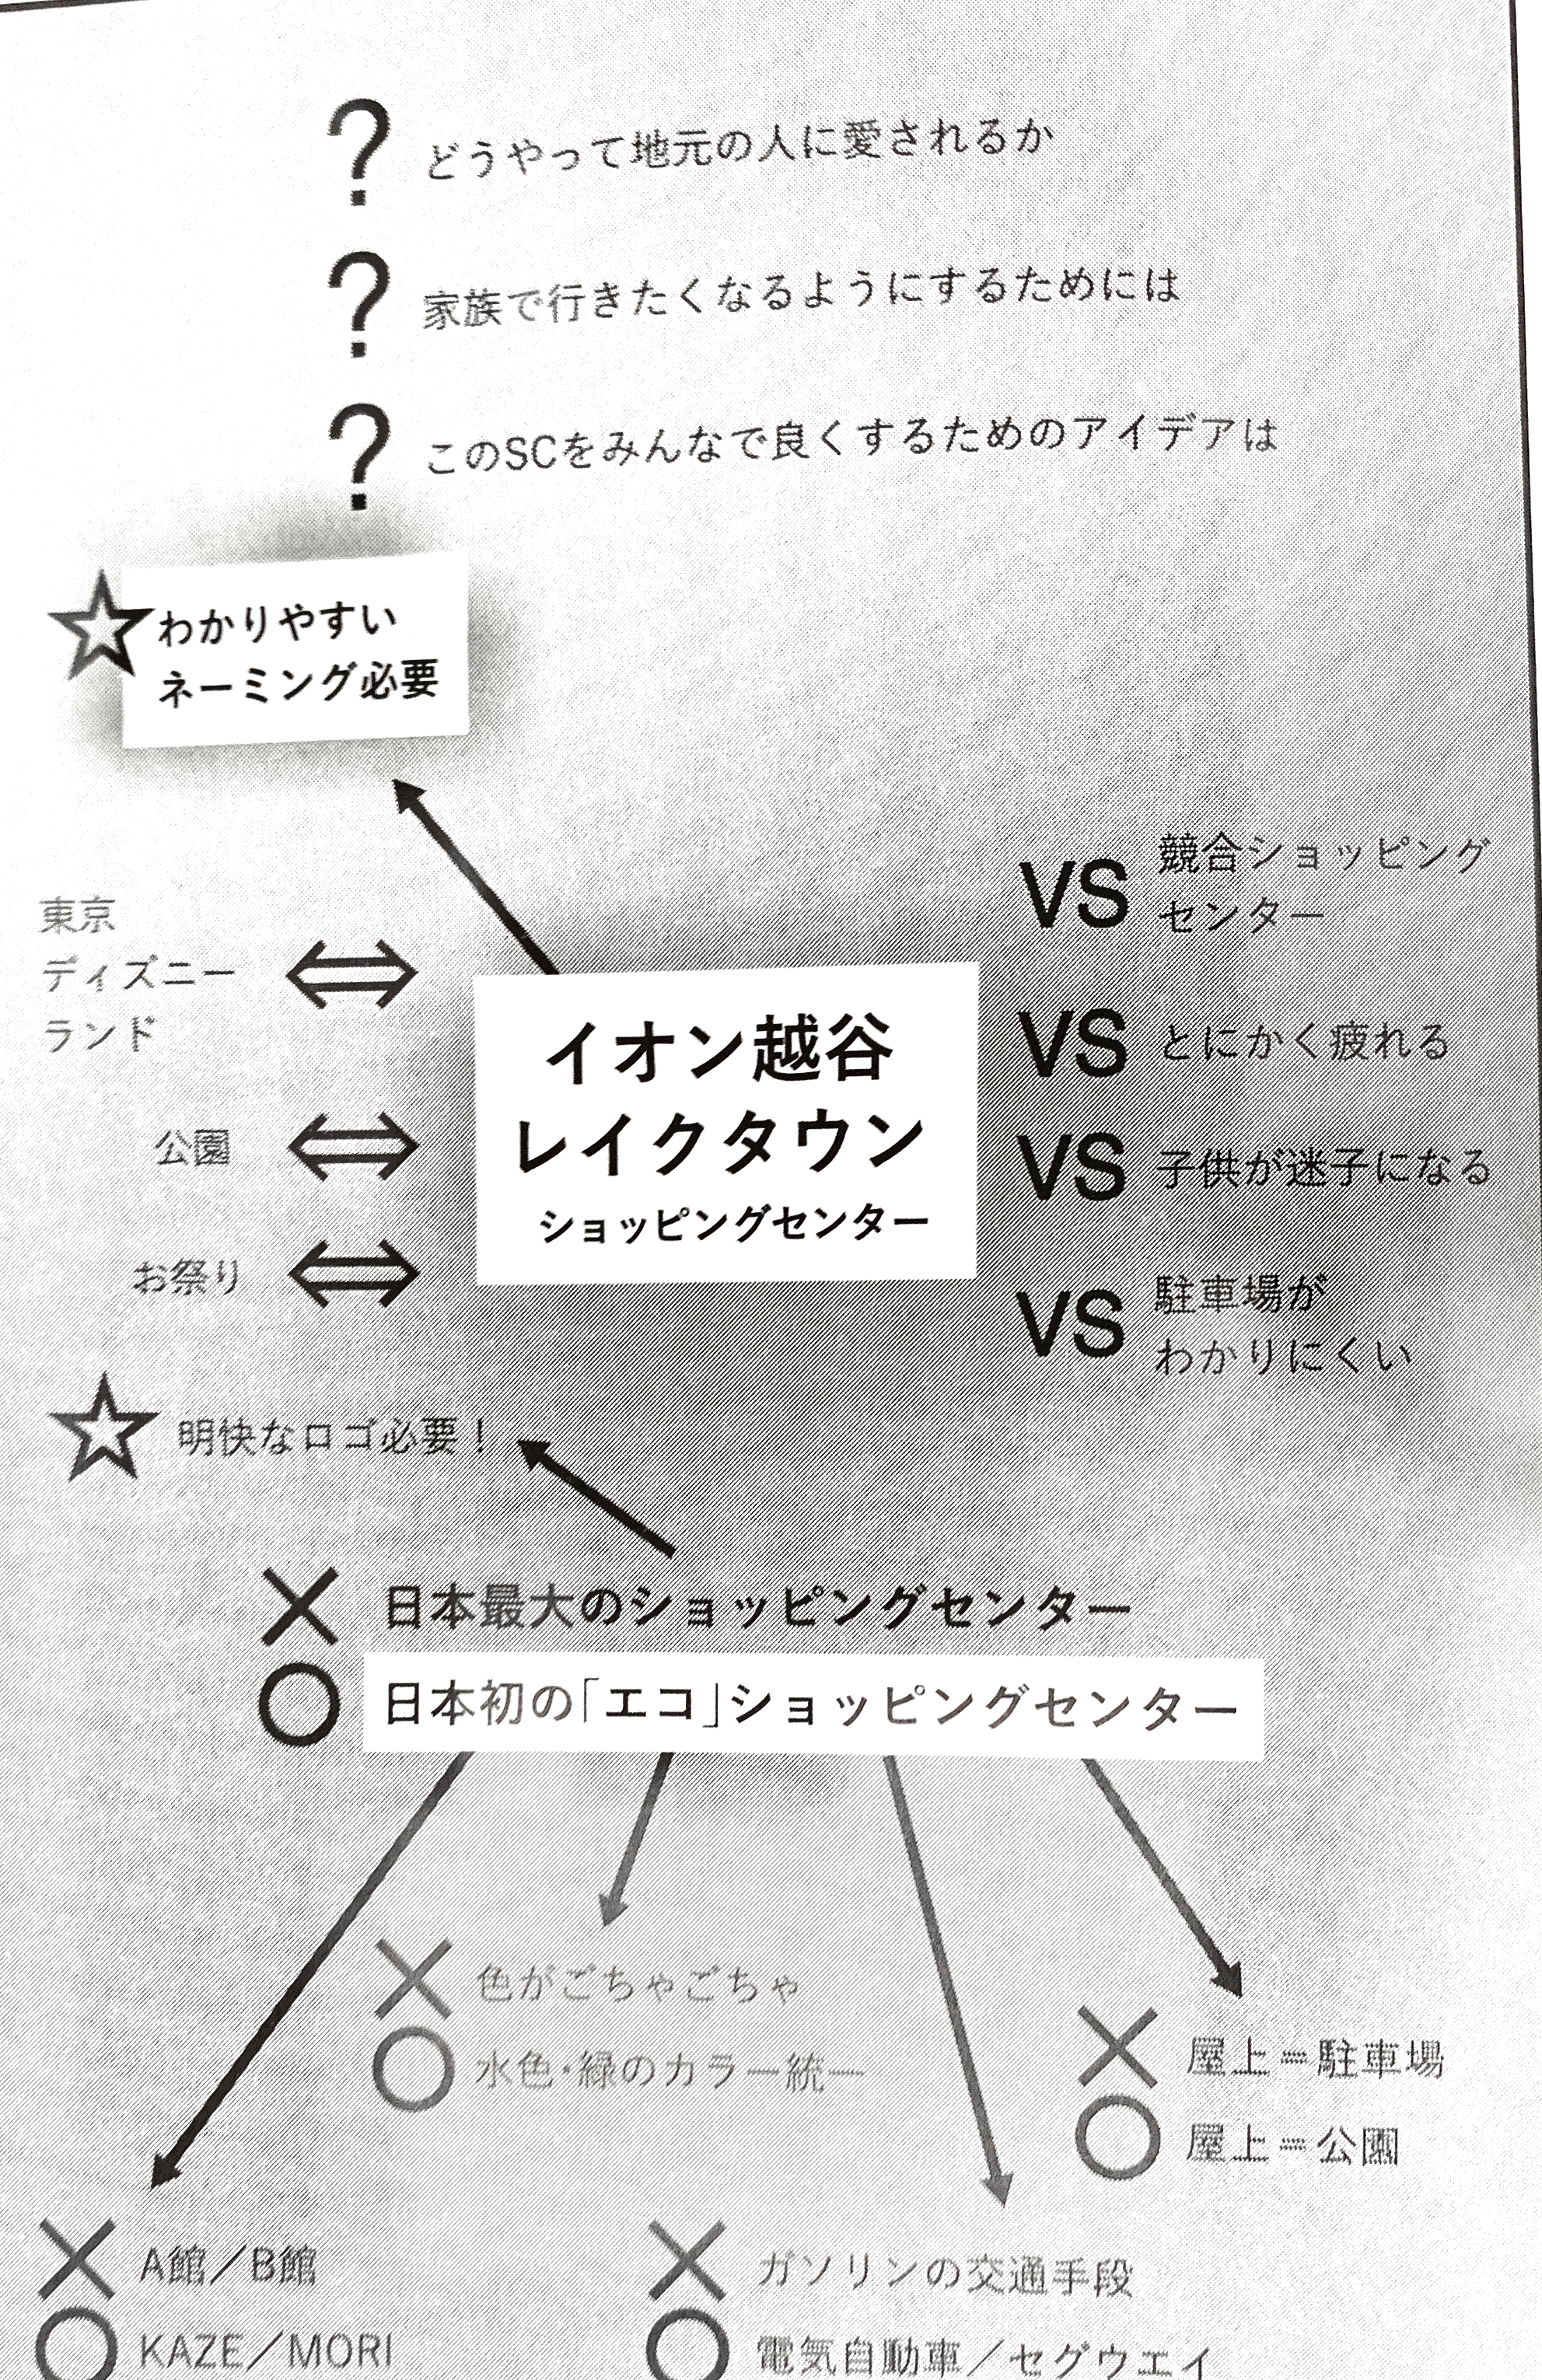 ? どうやって地元の人に愛されるか
? 家族で行きたくなるようにするためには
? このSCをみんなで良くするためのアイデアは
☆ わかりやすい
ネーミング必要
東京
ディズニー
ランド
⇔
公園 ⇔
お祭り ⇔
イオン越谷
レイクタウン
ショッピングセンター
VS 競合ショッピング
センター
VS とにかく疲れる
VS 子供が迷子になる
VS 駐車場が
わかりにくい
☆ 明快なロゴ必要！
× 日本最大のショッピングセンター
○ 日本初の「エコ」ショッピングセンター
× 色がごちゃごちゃ
○ 水色・緑のカラー統一
× 屋上＝駐車場
○ 屋上＝公園
× A館／B館
○ KAZE／MORI
× ガソリンの交通手段
○ 電気自動車／セグウエイ